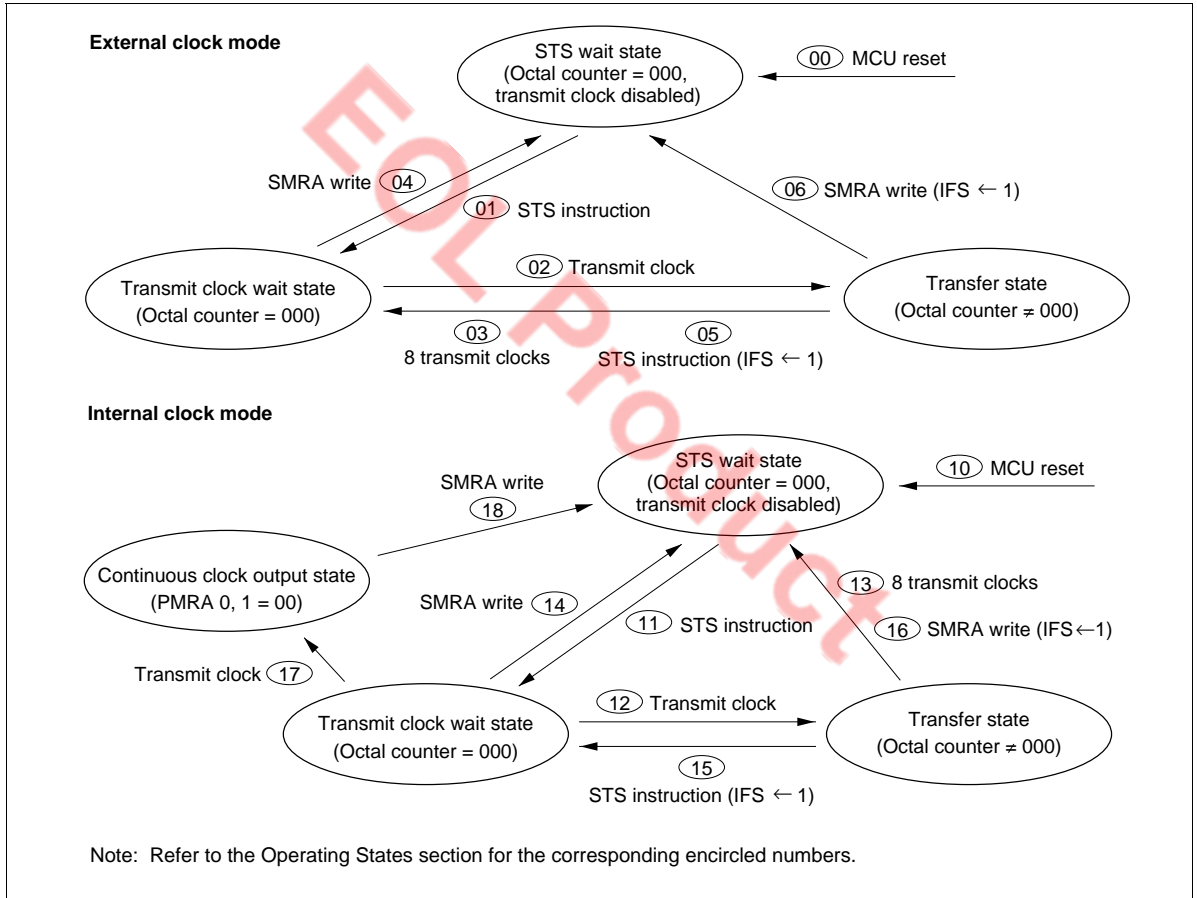 External clock mode
STS wait state
(Octal counter = 000,
transmit clock disabled)
00 MCU reset
SMRA write 04
01 STS instruction
06 SMRA write (IFS ← 1)
Transmit clock wait state
(Octal counter = 000)
02 Transmit clock
Transfer state
(Octal counter ≠ 000)
03
8 transmit clocks
05
STS instruction (IFS ← 1)
Internal clock mode
STS wait state
(Octal counter = 000,
transmit clock disabled)
10 MCU reset
SMRA write
18
Continuous clock output state
(PMRA 0, 1 = 00)
SMRA write 14
11 STS instruction
13 8 transmit clocks
16 SMRA write (IFS←1)
Transmit clock 17
Transmit clock wait state
(Octal counter = 000)
12 Transmit clock
Transfer state
(Octal counter ≠ 000)
15
STS instruction (IFS ← 1)
Note: Refer to the Operating States section for the corresponding encircled numbers.
EOL Product